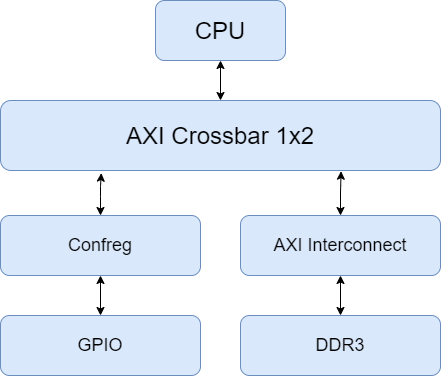 CPU
AXI Crossbar 1x2
Confreg
AXI Interconnect
GPIO
DDR3